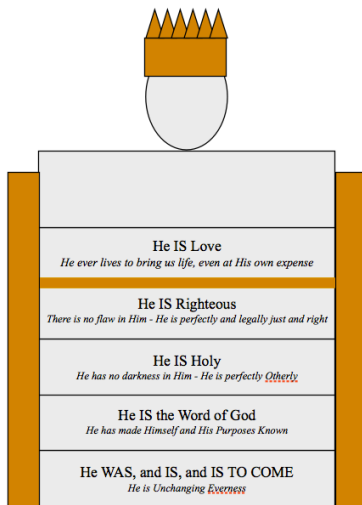 He IS Love
He ever lives to bring us life, even at His own expense
He IS Righteous
There is no flaw in Him - He is perfectly and legally just and right
He IS Holy
He has no darkness in Him - He is perfectly Otherly
He IS the Word of God
He has made Himself and His Purposes Known
He WAS, and IS, and IS TO COME
He is Unchanging Everness